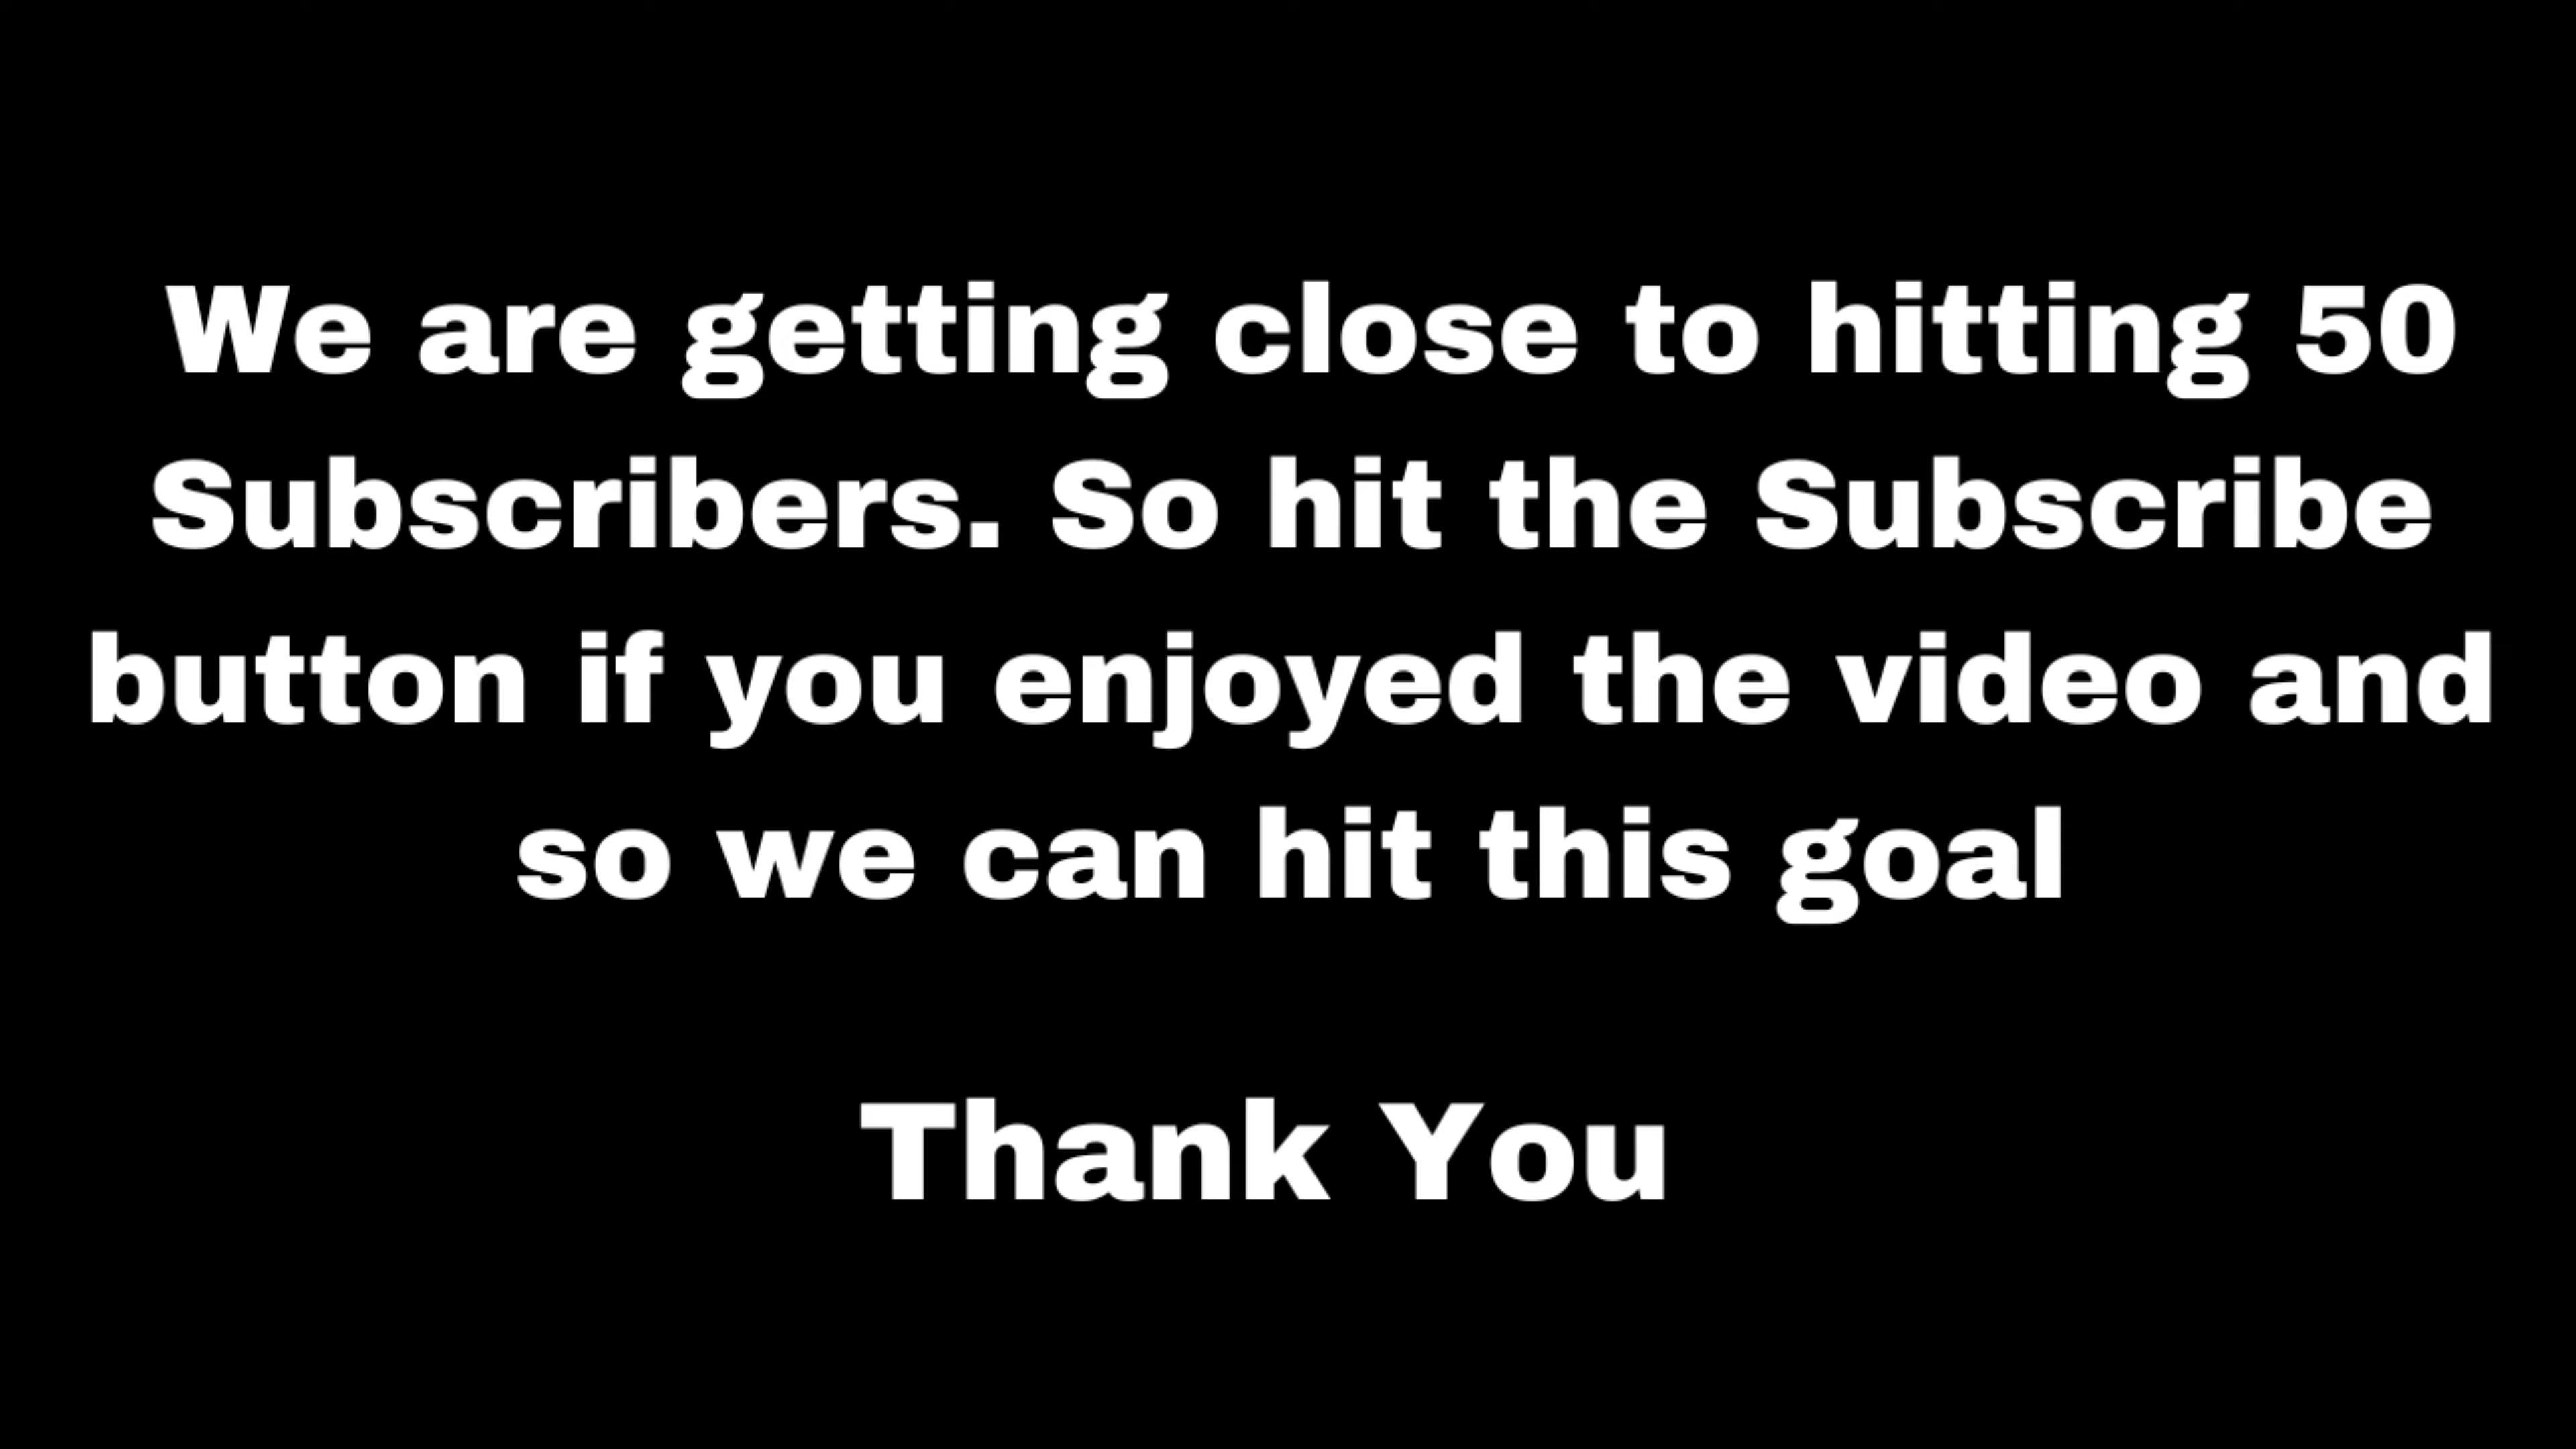 We are getting close to hitting 50
Subscribers. So hit the Subscribe
button if you enjoyed the video and
so we can hit this goal
Thank You